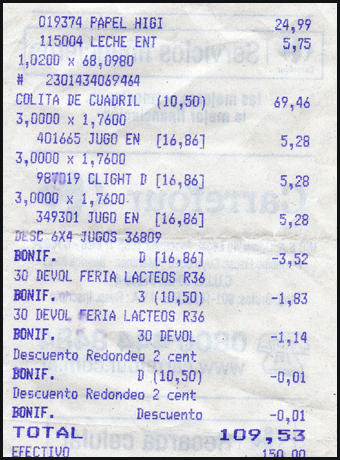 019374 PAPEL HIGI 24,99
115004 LECHE ENT 5,75
1,0200 x 68,0980
# 2301434069464
COLITA DE CUADRIL (10,50) 69,46
3,0000 x 1,7600
401665 JUGO EN [16,86] 5,28
3,0000 x 1,7600
987019 CLIGHT D [16,86] 5,28
3,0000 x 1,7600
349301 JUGO EN [16,86] 5,28
DESC 6X4 JUGOS 36809
BONIF. D [16,86] -3,52
30 DEVOL FERIA LACTEOS R36
BONIF. 3 (10,50) -1,83
30 DEVOL FERIA LACTEOS R36
BONIF. 30 DEVOL -1,14
Descuento Redondeo 2 cent
BONIF. D (10,50) -0,01
Descuento Redondeo 2 cent
BONIF. Descuento -0,01
TOTAL 109,53
EFECTIVO 150,00